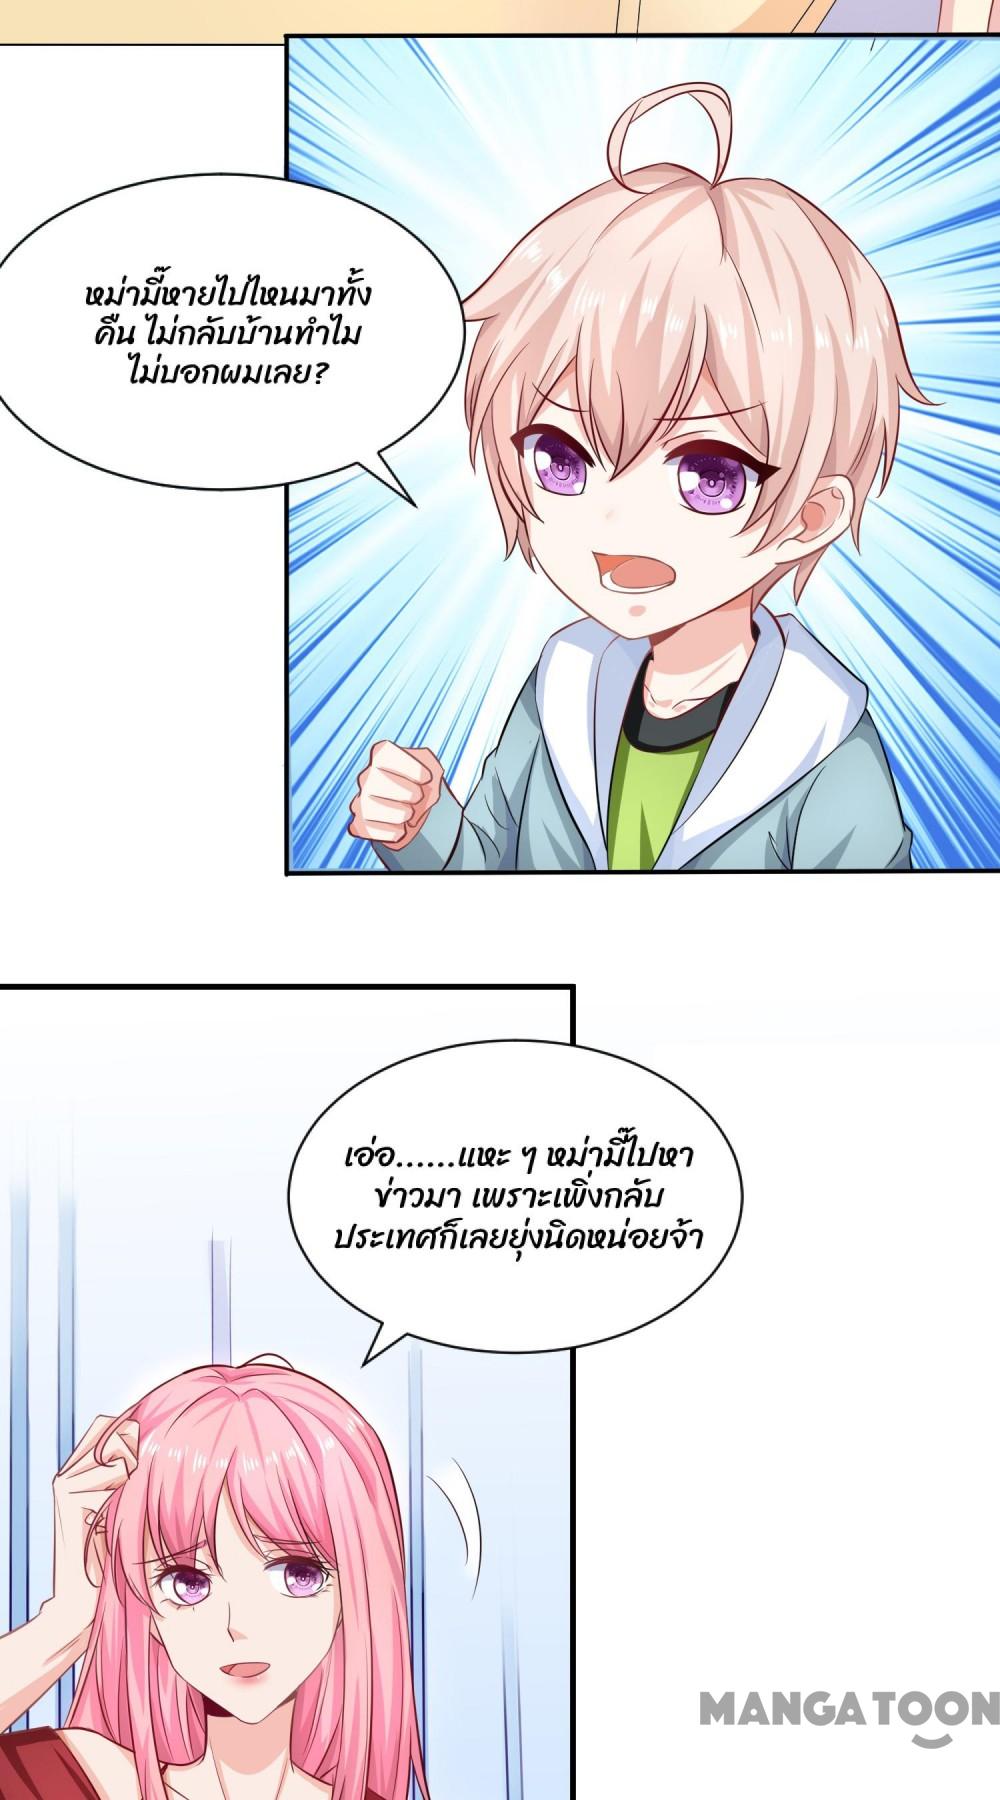 หม่ามี๊หายไปไหนมาทั้ง
คืน ไม่กลับบ้านทำไม
ไม่บอกผมเลย?
เอ่อ......แหะ ๆ หม่ามี๊ไปหา
ข่าวมา เพราะเพิ่งกลับ
ประเทศก็เลยยุ่งนิดหน่อยจ้า
MANGATOON